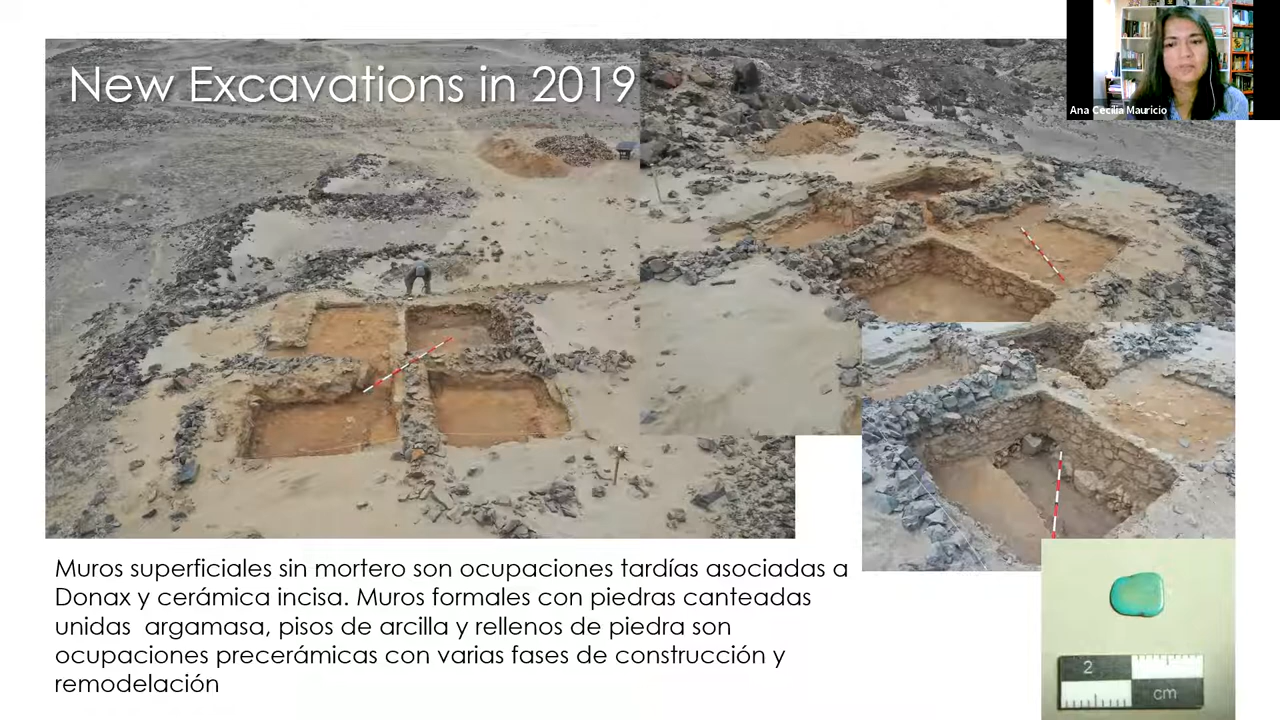 New Excavations in 2019
Ana Cecilia Mauricio
Muros superficiales sin mortero son ocupaciones tardías asociadas a
Donax y cerámica incisa. Muros formales con piedras canteadas
unidas argamasa, pisos de arcilla y rellenos de piedra son
ocupaciones precerámicas con varias fases de construcción y
remodelación
2
cm